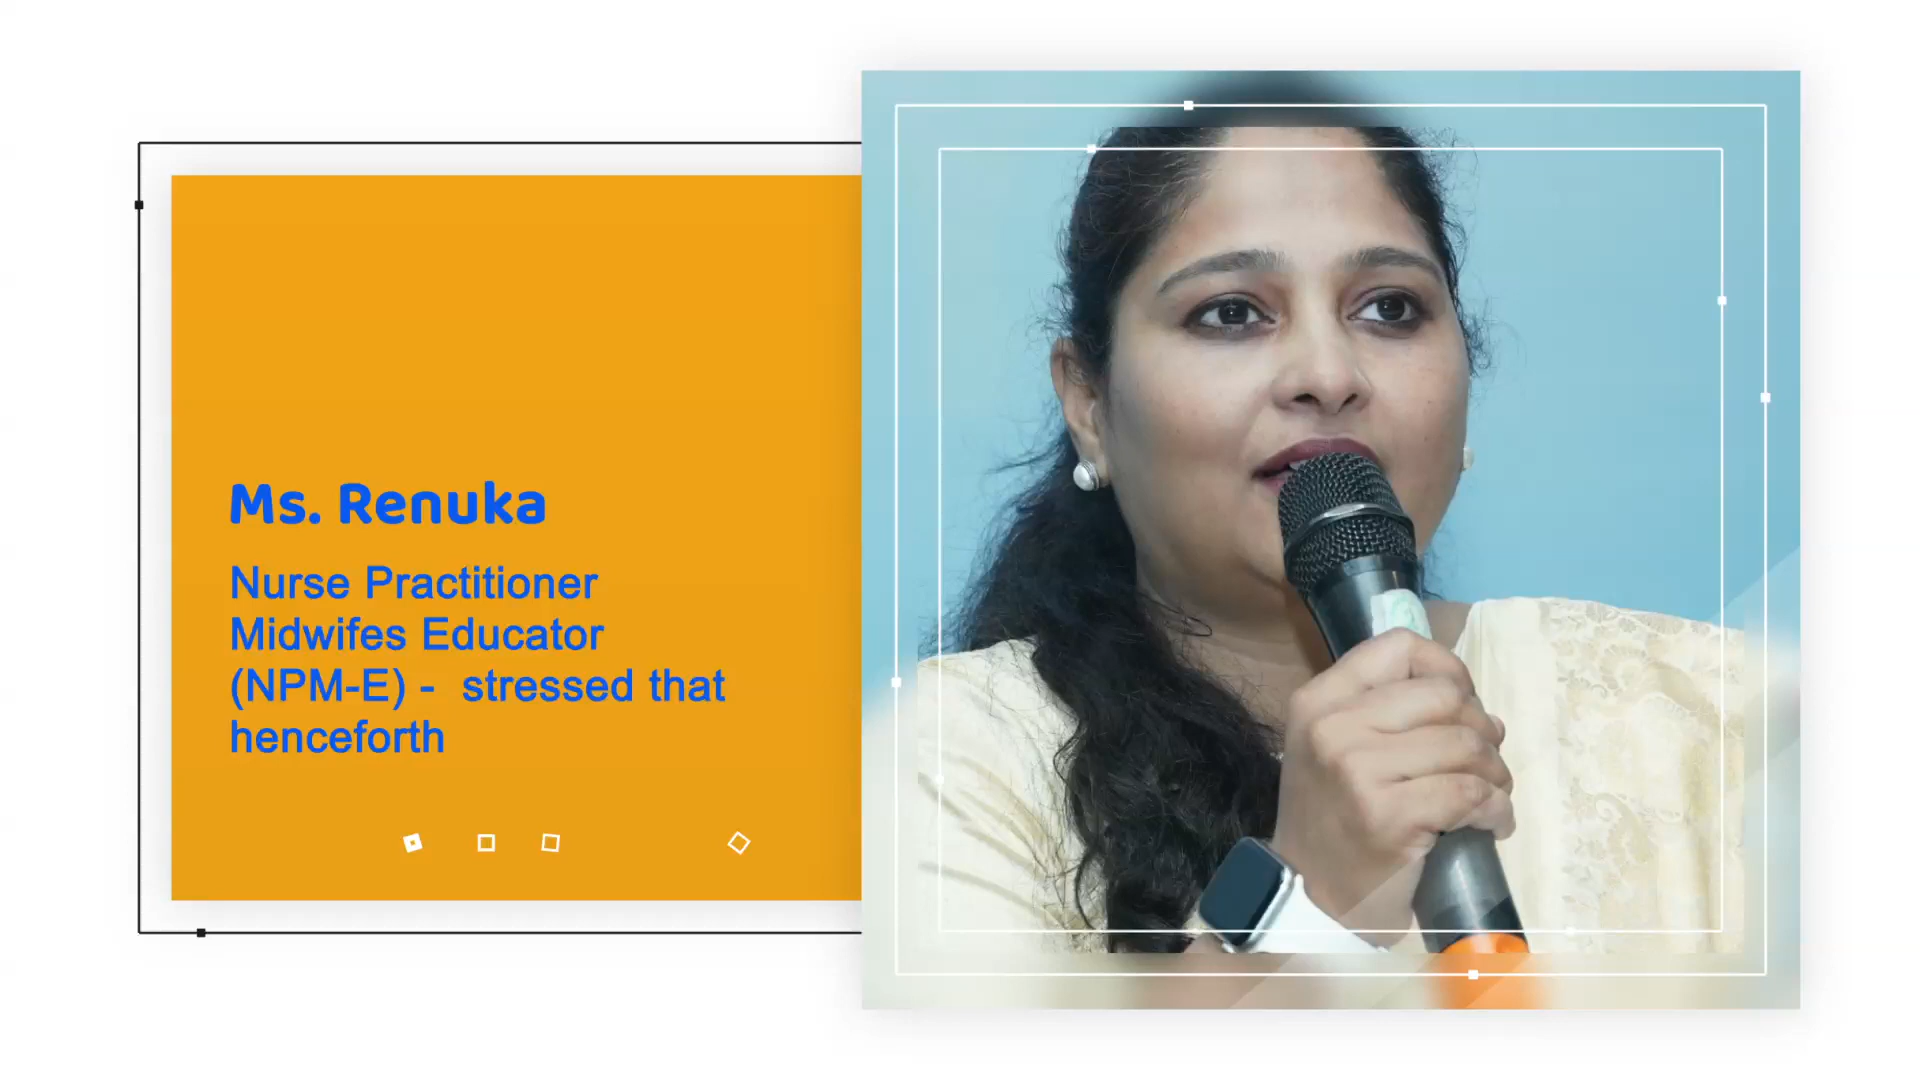 Ms. Renuka
Nurse Practitioner
Midwifes Educator
(NPM-E) -  stressed that
henceforth